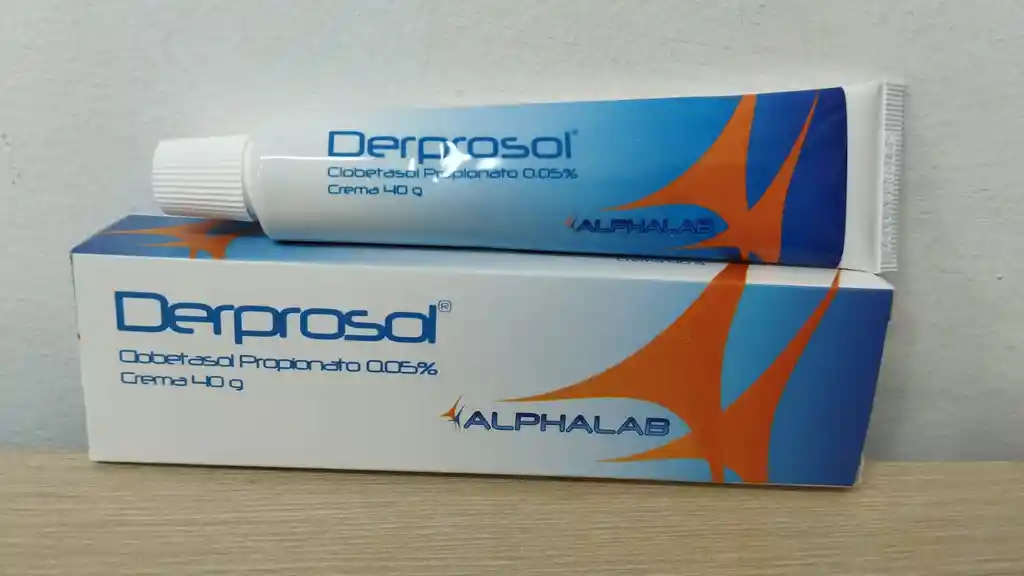 Derprosol®
Clobetasol Propionato 0.05%
Crema 40 g
ALPHALAB
Derprosol®
Clobetasol Propionato 0.05%
Crema 40 g
ALPHALAB